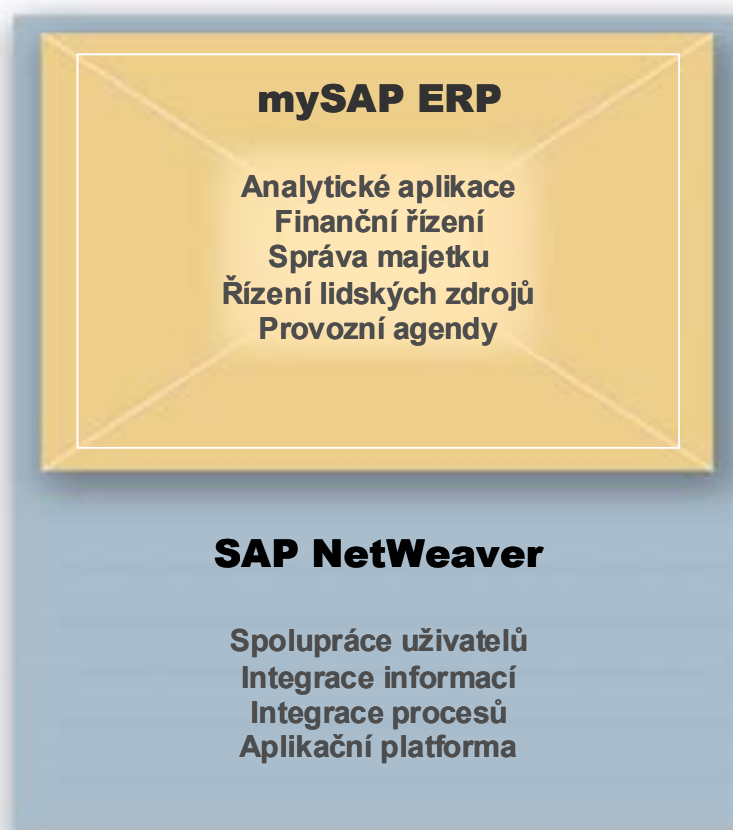 mySAP ERP
Analytické aplikace
Finanční řízení
Správa majetku
Řízení lidských zdrojů
Provozní agendy
SAP NetWeaver
Spolupráce uživatelů
Integrace informací
Integrace procesů
Aplikační platforma